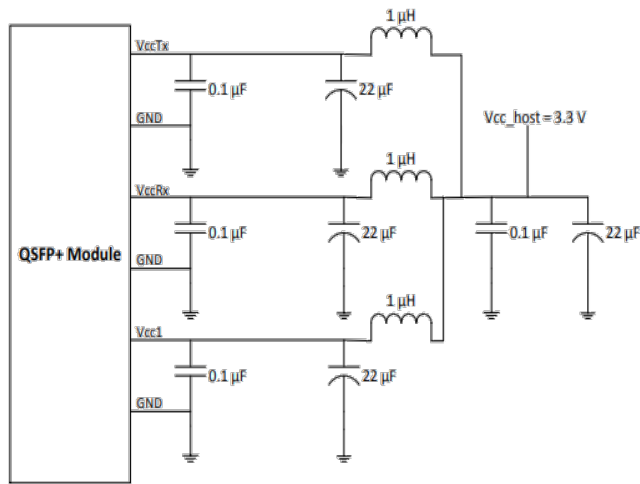 1 µH
VccTx
0.1 µF
22 µF
GND
Vcc_host = 3.3 V
1 µH
VccRx
QSFP+ Module
0.1 µF
22 µF
0.1 µF
22 µF
GND
1 µH
Vcc1
0.1 µF
22 µF
GND